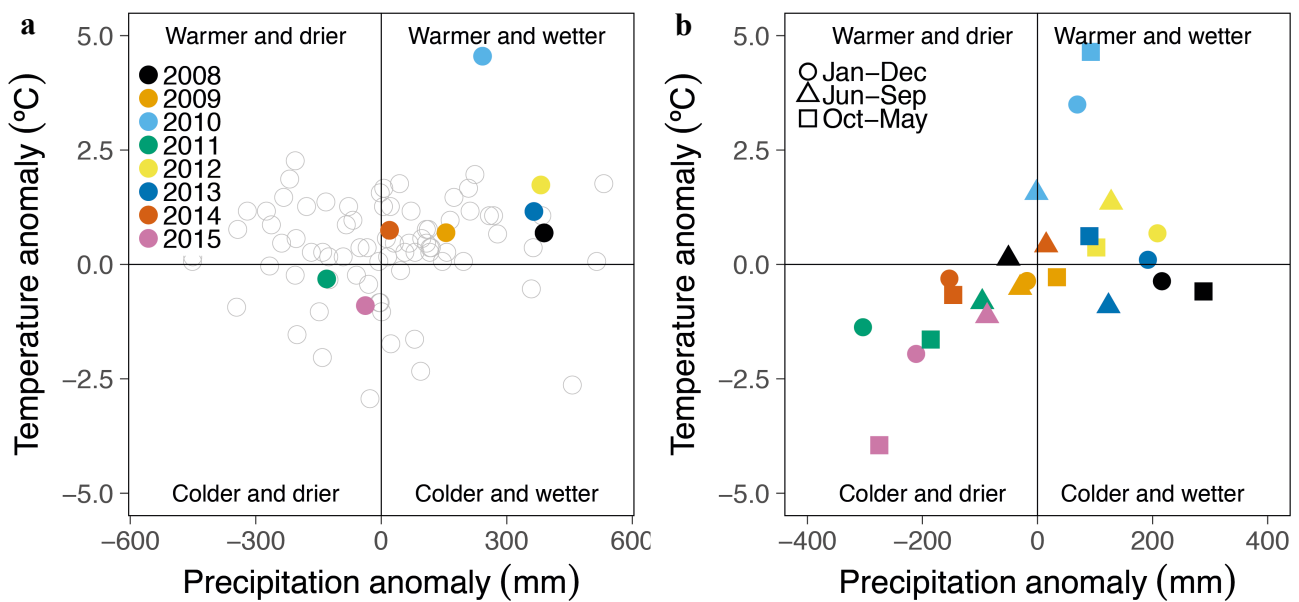 a
Warmer and drier
Warmer and wetter
2008
2009
2010
2011
2012
2013
2014
2015
Colder and drier
Colder and wetter
5.0
2.5
0.0
−2.5
−5.0
−600
−300
0
300
600
Temperature anomaly (ºC)
Precipitation anomaly (mm)
b
Warmer and drier
Warmer and wetter
Jan−Dec
Jun−Sep
Oct−May
Colder and drier
Colder and wetter
5.0
2.5
0.0
−2.5
−5.0
−400
−200
0
200
400
Temperature anomaly (ºC)
Precipitation anomaly (mm)